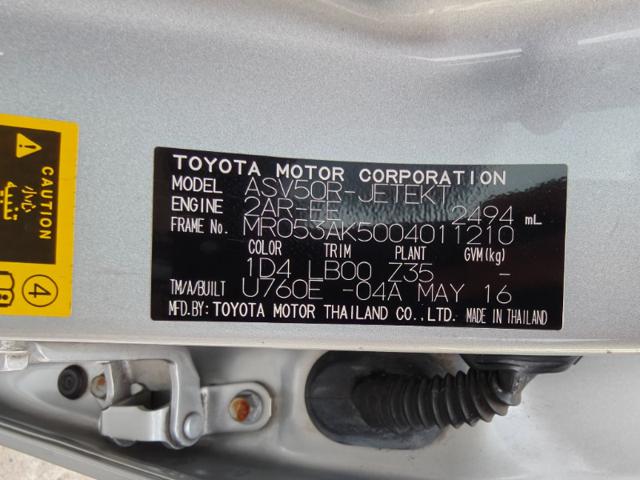 TOYOTA MOTOR CORPORATION
MODEL ASV50R-JETEKT
ENGINE 2AR-FE 2494 mL
FRAME No. MR053AK5004011210
COLOR TRIM PLANT GVM(kg)
1D4 LB00 Z35 -
TM/A/BUILT U760E -04A MAY 16
MFD.BY: TOYOTA MOTOR THAILAND CO.,LTD. MADE IN THAILAND
CAUTION
4